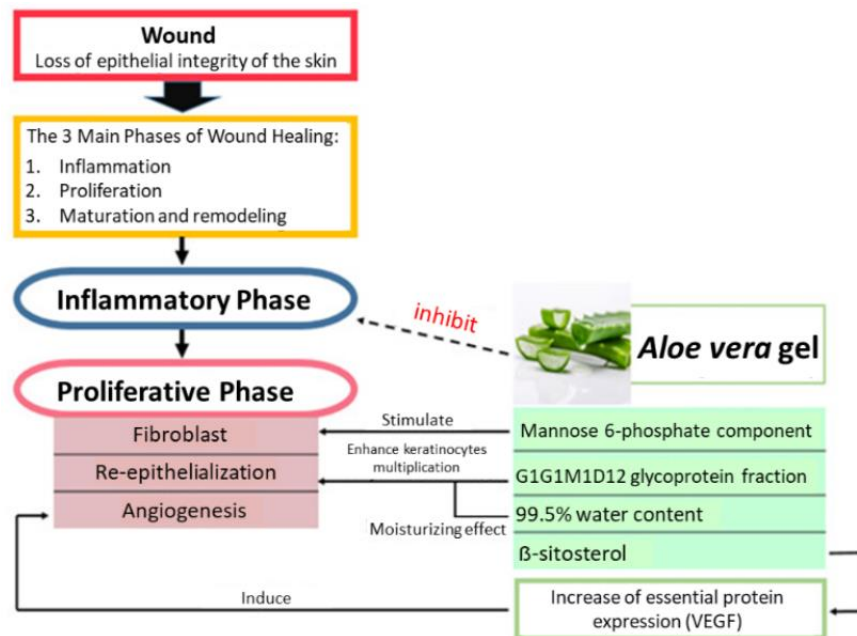 Wound
Loss of epithelial integrity of the skin
The 3 Main Phases of Wound Healing:
1. Inflammation
2. Proliferation
3. Maturation and remodeling
Inflammatory Phase
inhibit
Aloe vera gel
Proliferative Phase
Fibroblast
Stimulate
Mannose 6-phosphate component
Re-epithelialization
Enhance keratinocytes
multiplication
G1G1M1D12 glycoprotein fraction
Angiogenesis
Moisturizing effect
99.5% water content
ß-sitosterol
Induce
Increase of essential protein
expression (VEGF)